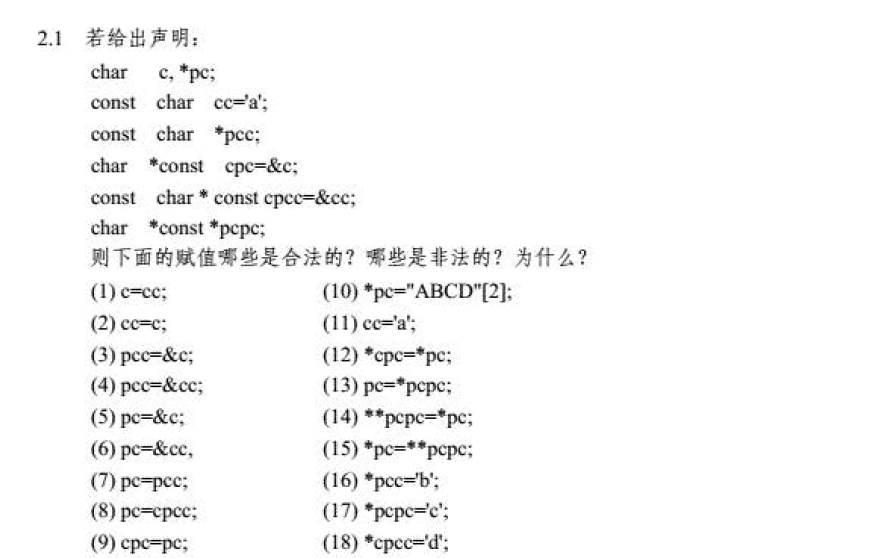 2.1 若给出声明：
char c, *pc;
const char cc='a';
const char *pcc;
char *const cpc=&c;
const char * const cpcc=&cc;
char *const *pcpc;
则下面的赋值哪些是合法的？哪些是非法的？为什么？
(1) c=cc; (10) *pc="ABCD"[2];
(2) cc=c; (11) cc='a';
(3) pcc=&c; (12) *cpc=*pc;
(4) pcc=&cc; (13) pc=*pcpc;
(5) pc=&c; (14) **pcpc=*pc;
(6) pc=&cc, (15) *pc=**pcpc;
(7) pc=pcc; (16) *pcc='b';
(8) pc=cpcc; (17) *pcpc='c';
(9) cpc=pc; (18) *cpcc='d';